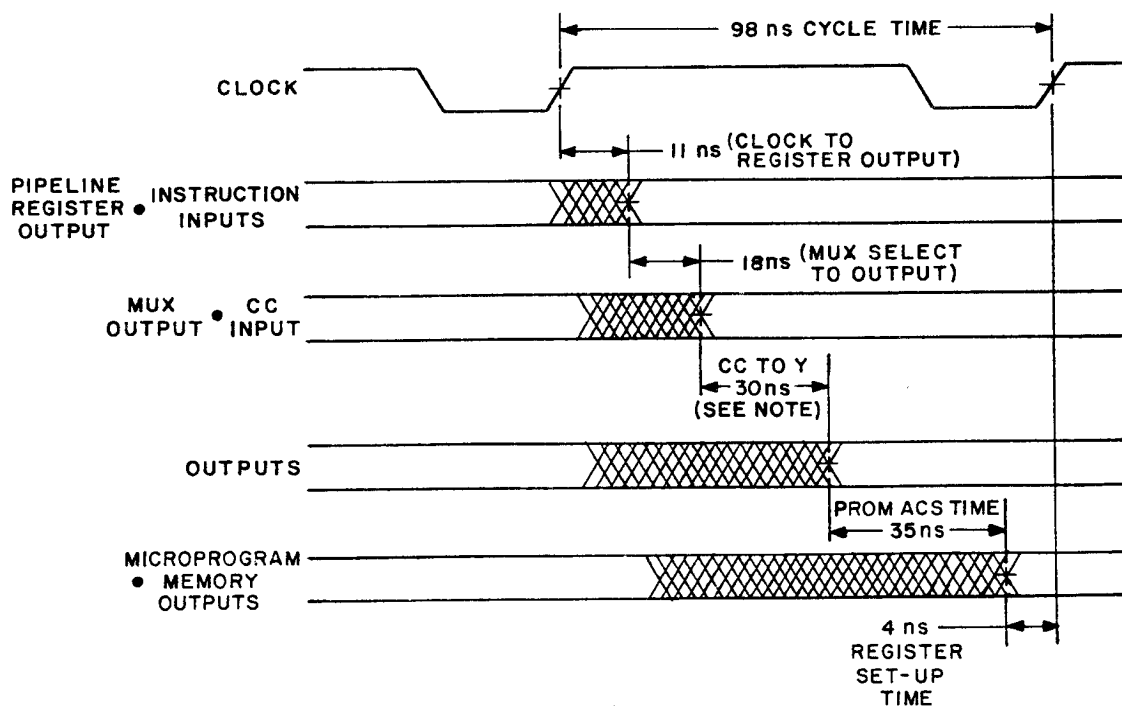 98 ns CYCLE TIME
CLOCK
11 ns (CLOCK TO
REGISTER OUTPUT)
PIPELINE
REGISTER
OUTPUT
• INSTRUCTION
INPUTS
18ns (MUX SELECT
TO OUTPUT)
MUX
OUTPUT
• CC
INPUT
CC TO Y
30ns
(SEE NOTE)
OUTPUTS
PROM ACS TIME
35ns
MICROPROGRAM
• MEMORY
OUTPUTS
4 ns
REGISTER
SET-UP
TIME